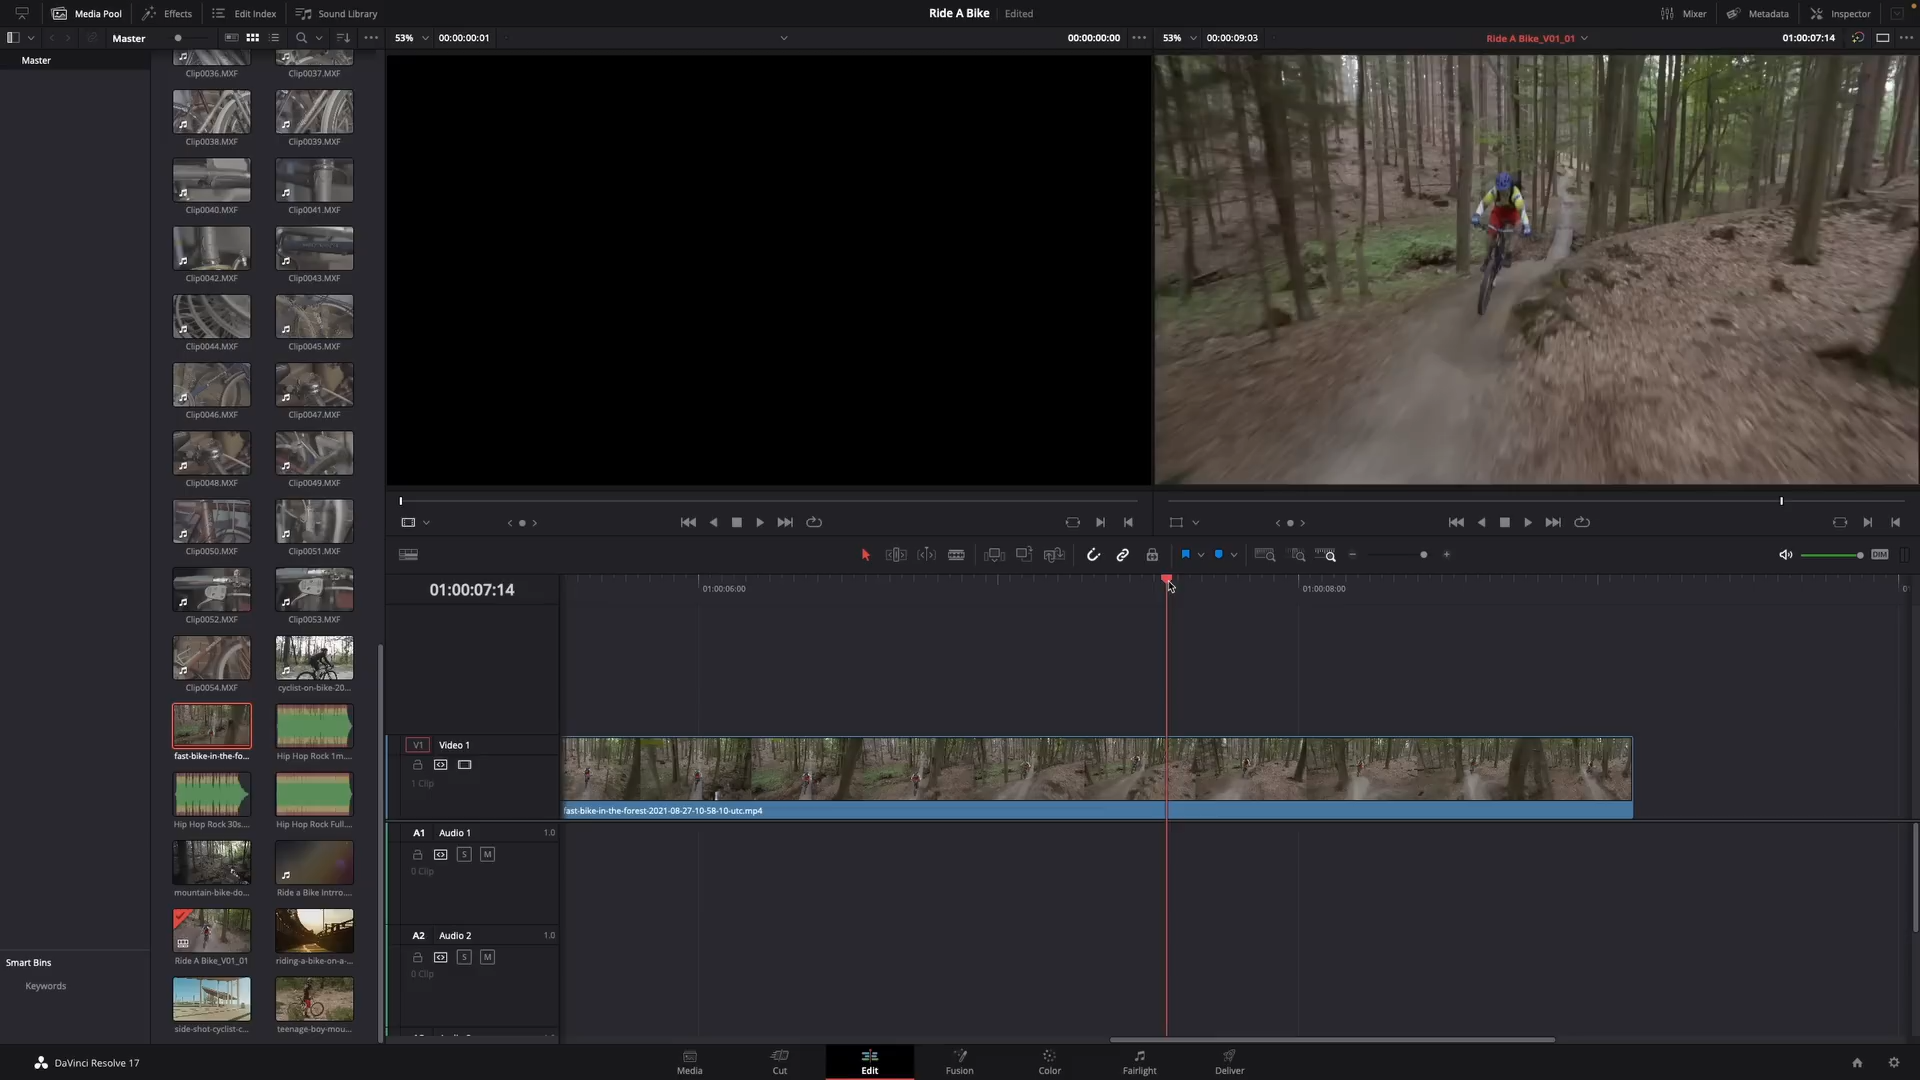 Media Pool
Effects
Edit Index
Sound Library
Ride A Bike
Edited
Mixer
Metadata
Inspector
Master
53%
00:00:00:01
00:00:00:00
53%
00:00:09:03
Ride A Bike_V01_01
01:00:07:14
Master
Clip0036.MXF
Clip0037.MXF
Clip0038.MXF
Clip0039.MXF
Clip0040.MXF
Clip0041.MXF
Clip0042.MXF
Clip0043.MXF
Clip0044.MXF
Clip0045.MXF
Clip0046.MXF
Clip0047.MXF
Clip0048.MXF
Clip0049.MXF
Clip0050.MXF
Clip0051.MXF
Clip0052.MXF
Clip0053.MXF
Clip0054.MXF
cyclist-on-bike-20...
fast-bike-in-the-fo...
Hip Hop Rock 1m...
Hip Hop Rock 30s...
Hip Hop Rock Full...
mountain-bike-do...
Ride a Bike Intrro...
Ride A Bike_V01_01
riding-a-bike-on-a-...
side-shot-cyclist-c...
teenage-boy-mou...
Smart Bins
Keywords
DIM
01:00:07:14
01:00:06:00
01:00:08:00
V1
Video 1
1 Clip
fast-bike-in-the-forest-2021-08-27-10-58-10-utc.mp4
A1
Audio 1
1.0
S
M
0 Clip
A2
Audio 2
1.0
S
M
0 Clip
DaVinci Resolve 17
Media
Cut
Edit
Fusion
Color
Fairlight
Deliver